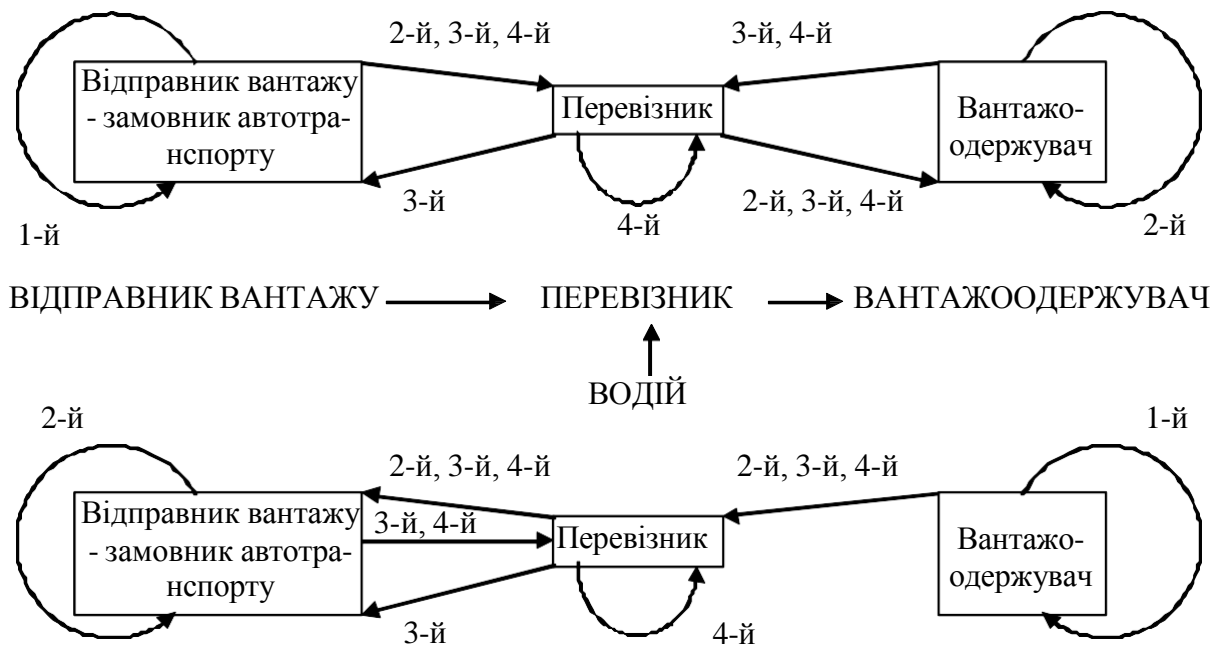 2-й, 3-й, 4-й
3-й, 4-й
Відправник вантажу
- замовник автотра-
нспорту
Перевізник
Вантажо-
одержувач
3-й
2-й, 3-й, 4-й
1-й
4-й
2-й
ВІДПРАВНИК ВАНТАЖУ ПЕРЕВІЗНИК ВАНТАЖООДЕРЖУВАЧ
ВОДІЙ
2-й
1-й
2-й, 3-й, 4-й
2-й, 3-й, 4-й
Відправник вантажу
- замовник автотра-
нспорту
3-й, 4-й
Перевізник
Вантажо-
одержувач
3-й
4-й